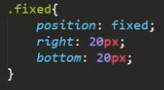 .fixed{
position: fixed;
right: 20px;
bottom: 20px;
}